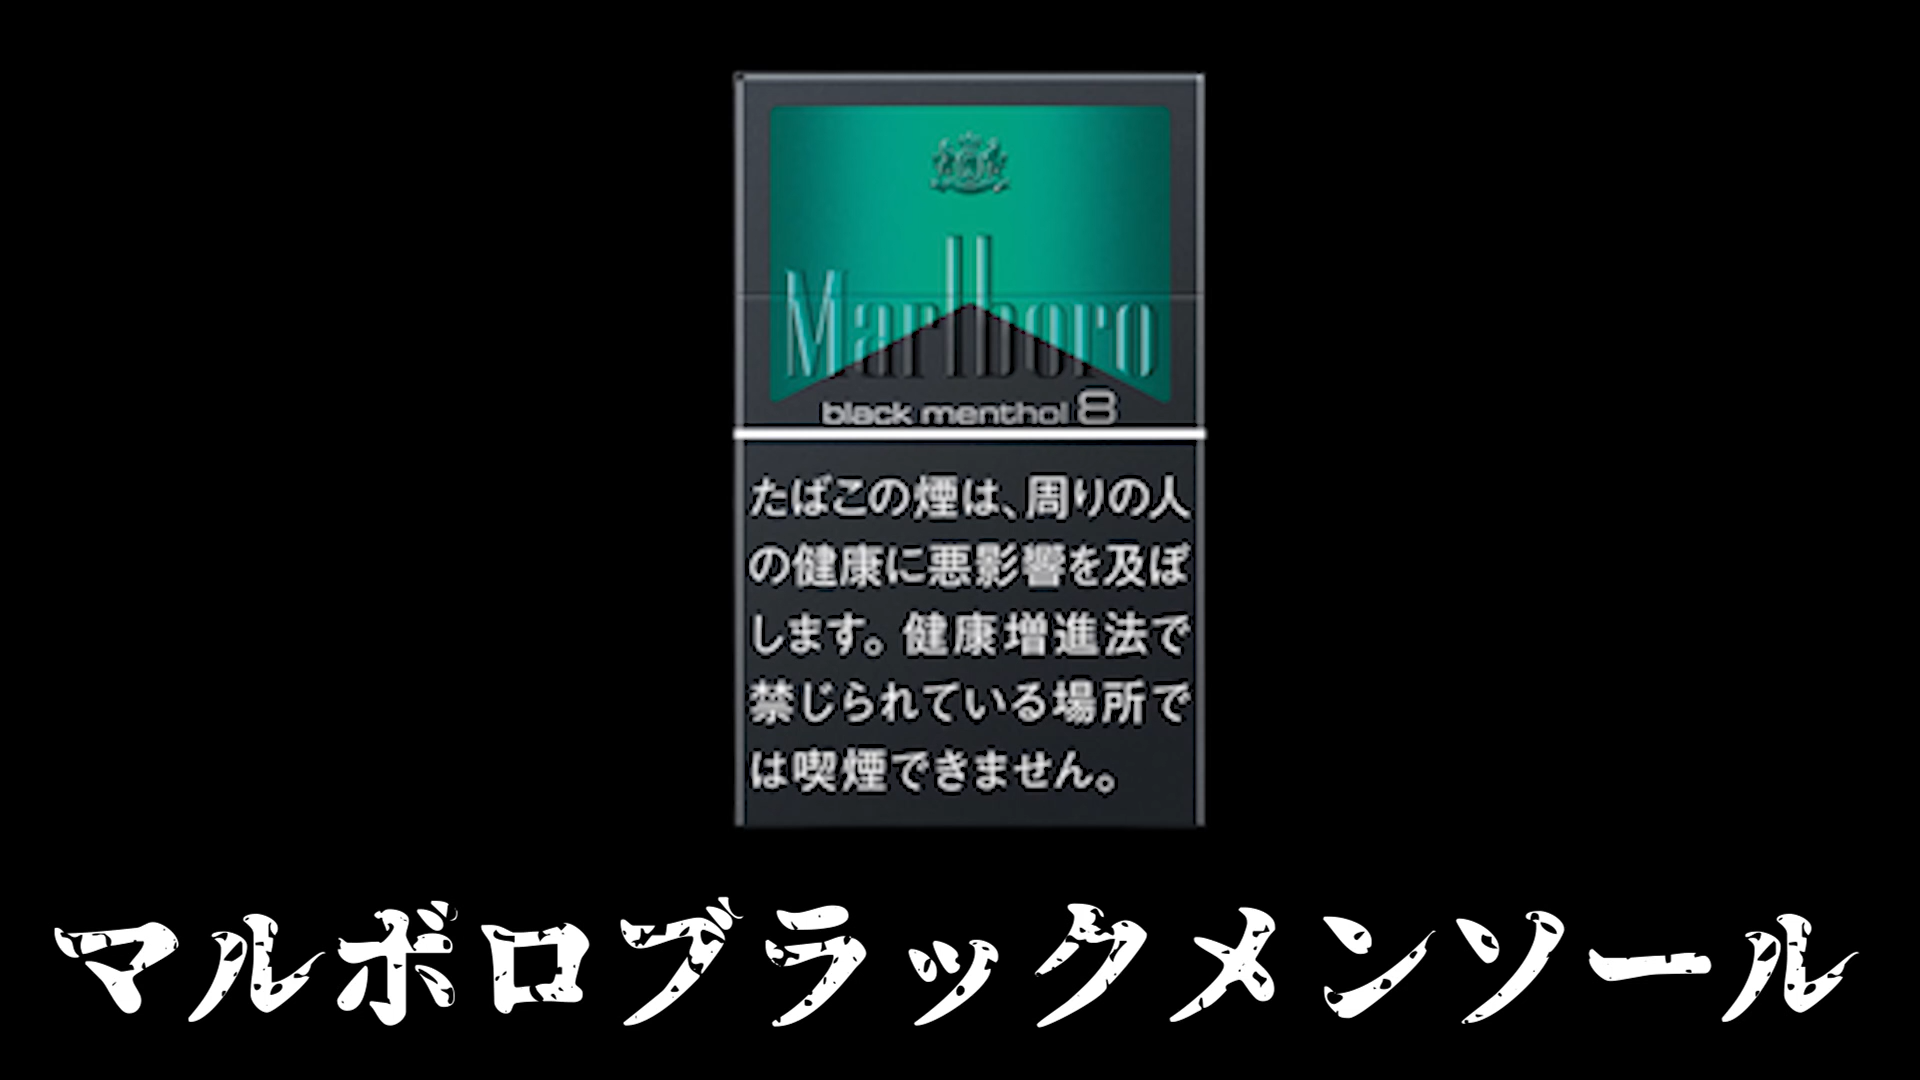 Marlboro
black menthol 8
たばこの煙は、周りの人
の健康に悪影響を及ぼ
します。健康増進法で
禁じられている場所で
は喫煙できません。
マルボロブラックメンソール